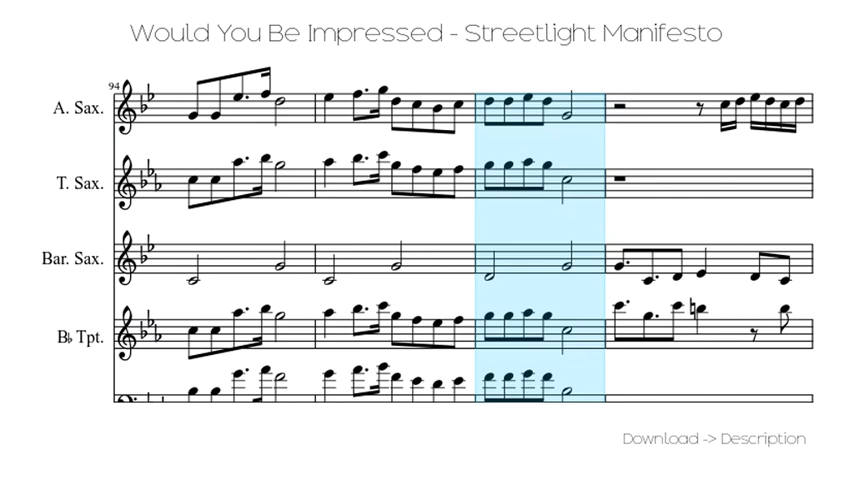 Would You Be Impressed - Streetlight Manifesto
94
A. Sax.
T. Sax.
Bar. Sax.
B♭ Tpt.
Download -> Description